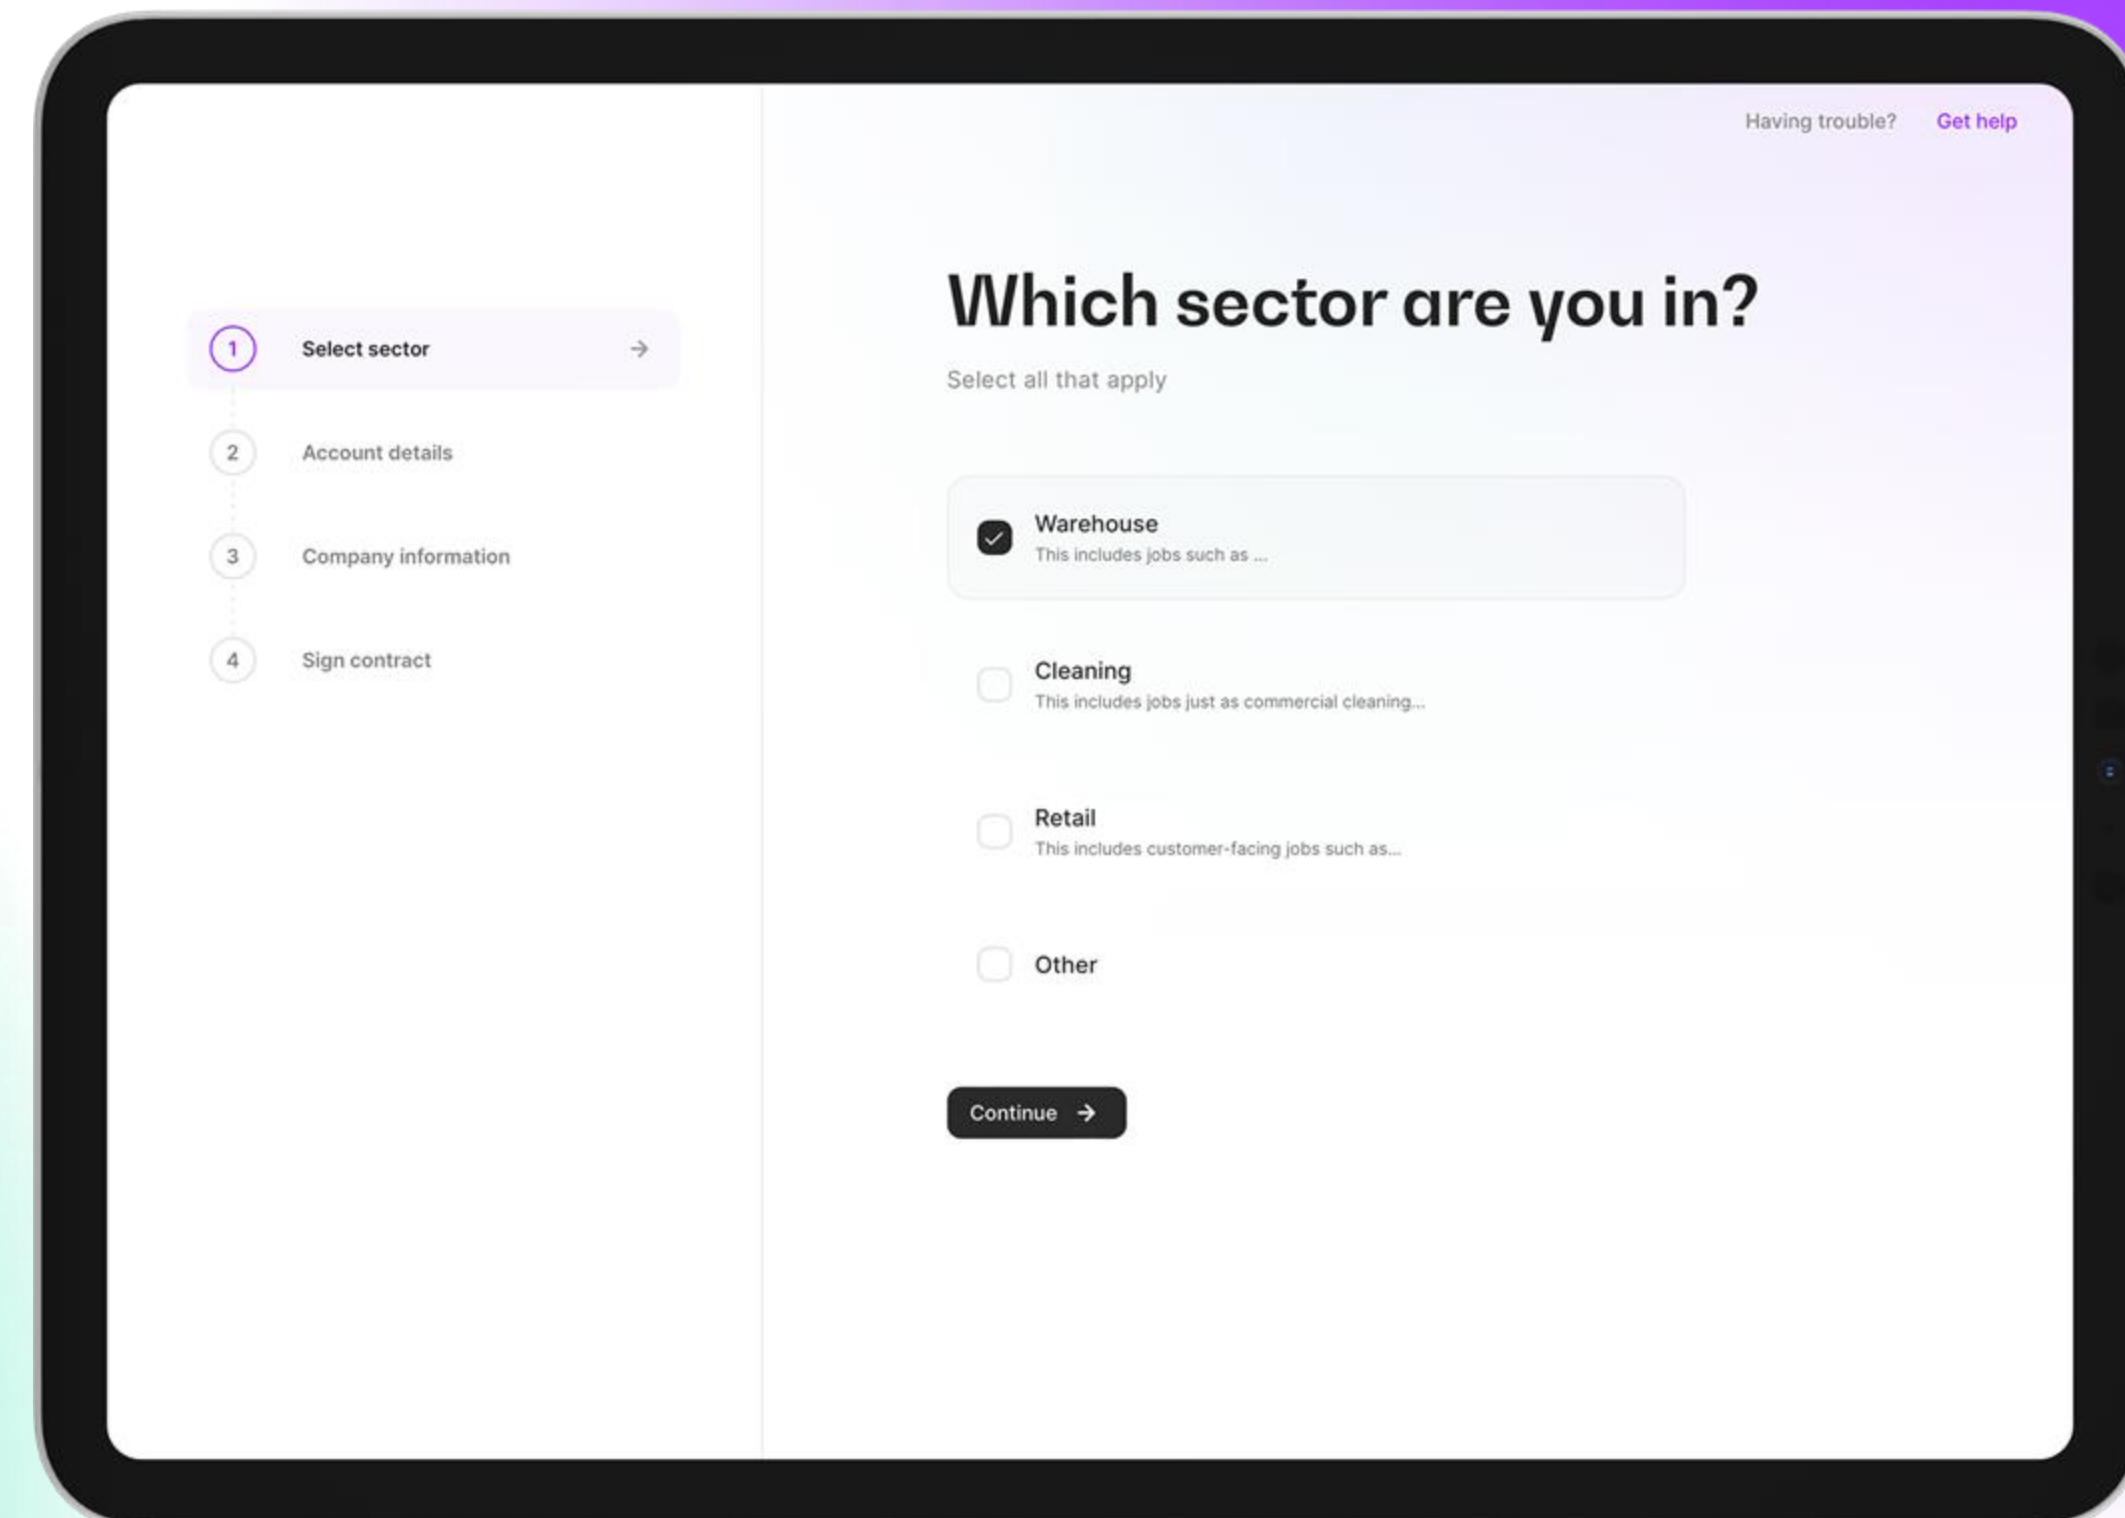 Having trouble? Get help
1 Select sector
2 Account details
3 Company information
4 Sign contract
Which sector are you in?
Select all that apply
Warehouse
This includes jobs such as ...
Cleaning
This includes jobs just as commercial cleaning...
Retail
This includes customer-facing jobs such as...
Other
Continue